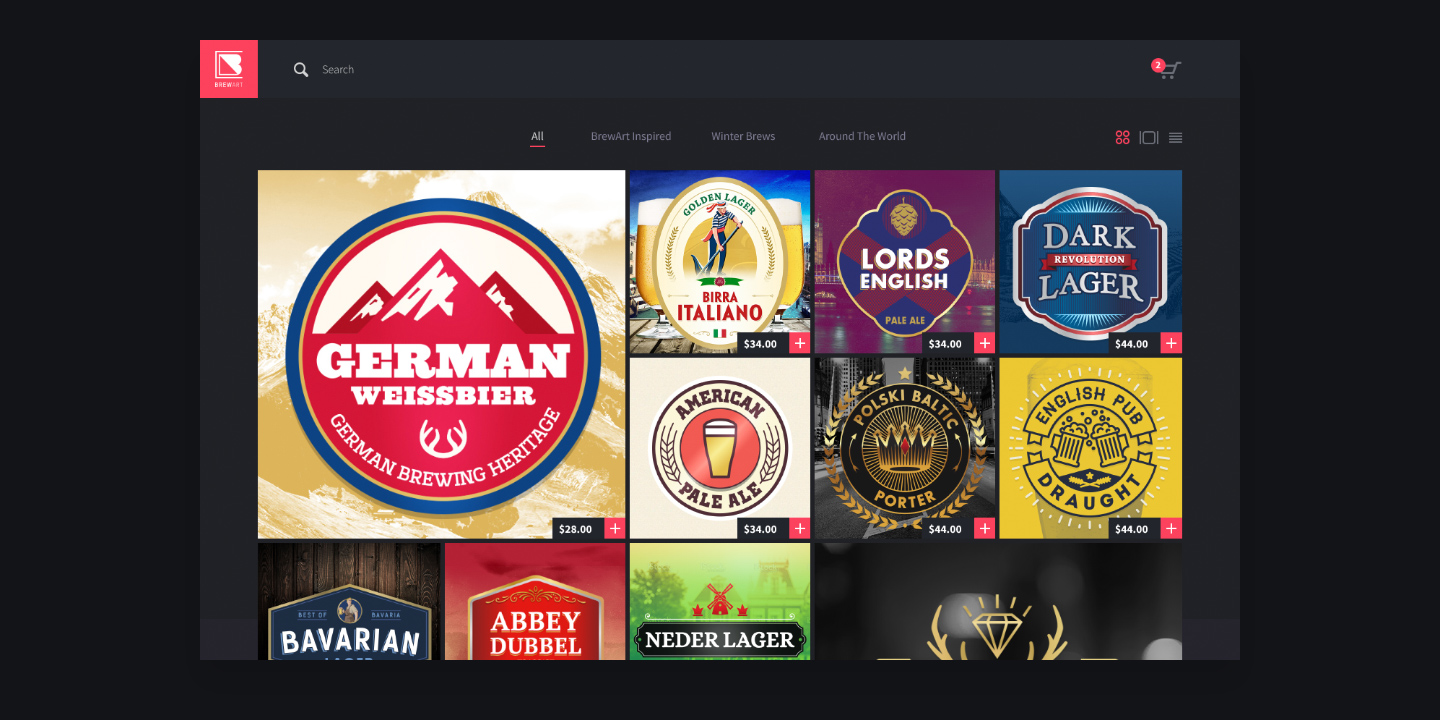 BREWART
Search
2
All
BrewArt Inspired
Winter Brews
Around The World
GERMAN
WEISSBIER
GERMAN BREWING HERITAGE
$28.00
GOLDEN LAGER
BIRRA
ITALIANO
$34.00
LORDS
ENGLISH
PALE ALE
$34.00
DARK
REVOLUTION
LAGER
$44.00
AMERICAN
PALE ALE
$34.00
POLSKI BALTIC
PORTER
$44.00
ENGLISH PUB
DRAUGHT
$44.00
BEST OF BAVARIA
BAVARIAN
LAGER
ABBEY
DUBBEL
NEDER LAGER